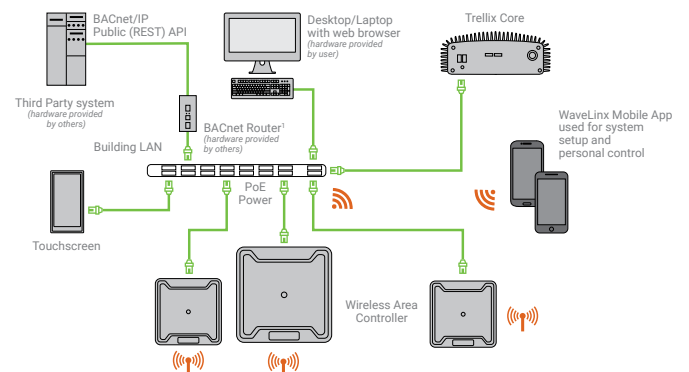 BACnet/IP
Public (REST) API
Desktop/Laptop
with web browser
(hardware provided
by user)
Trellix Core
Third Party system
(hardware provided
by others)
BACnet Router¹
(hardware provided
by others)
Building LAN
WaveLinx Mobile App
used for system
setup and
personal control
PoE
Power
Touchscreen
Wireless Area
Controller